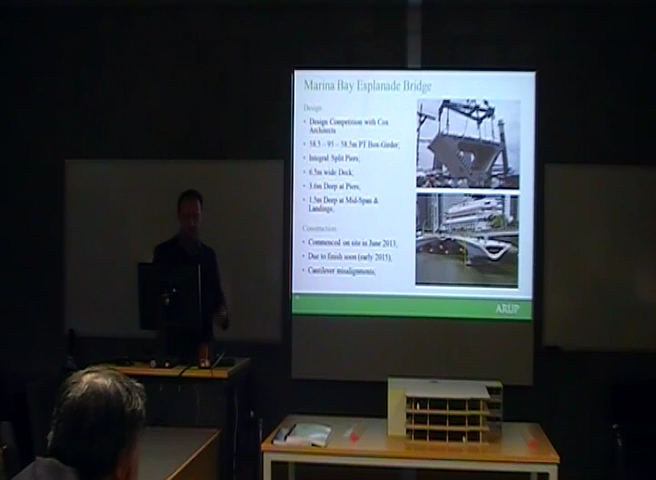 Marina Bay Esplanade Bridge
Design
• Design Competition with Cox
Architects
• 58.5 – 95 – 58.5m PT Box-Girder,
• Integral Split Piers,
• 6.5m wide Deck,
• 3.6m Deep at Piers,
• 1.5m Deep at Mid-Span &
Landings,
Construction
• Commenced on site in June 2013,
• Due to finish soon (early 2015),
• Cantilever misalignments,
ARUP